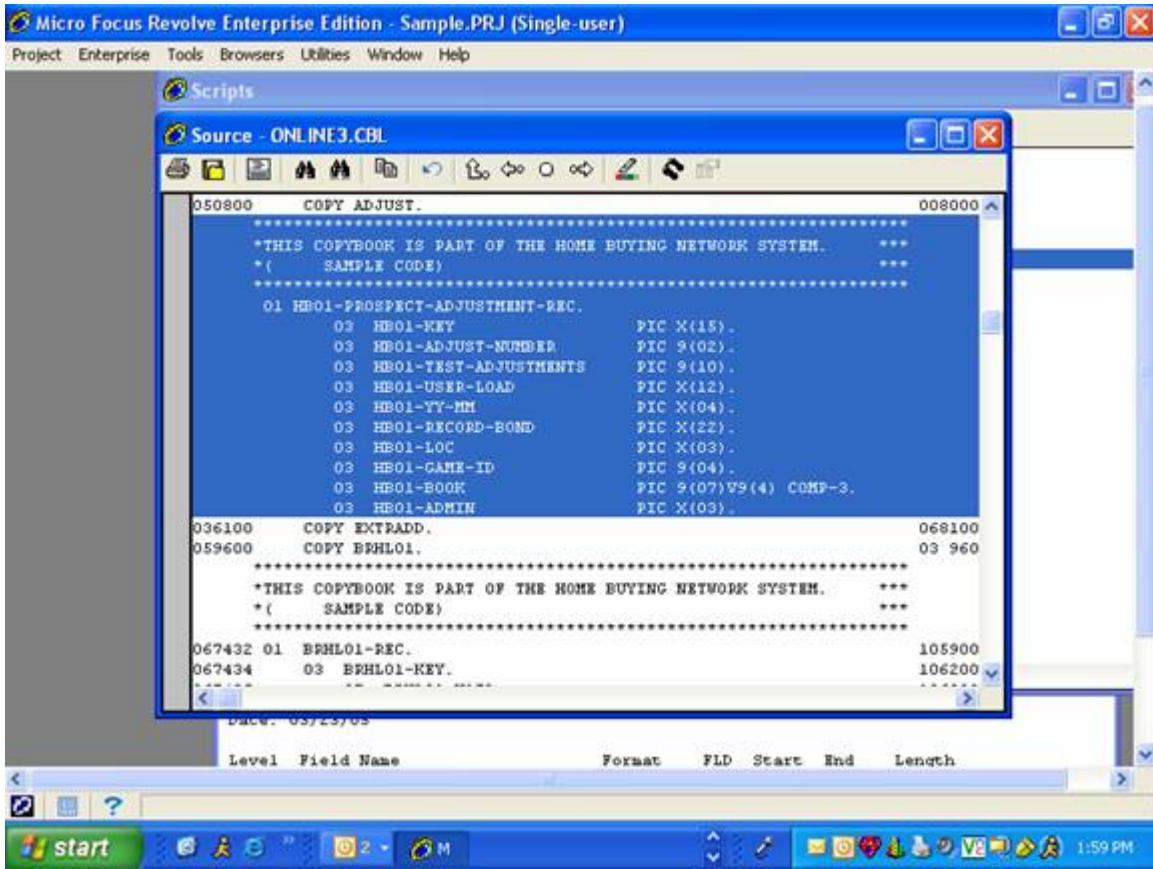 Micro Focus Revolve Enterprise Edition - Sample.PRJ (Single-user)
Project Enterprise Tools Browsers Utilities Window Help
Scripts
Source - ONLINE3.CBL
050800 COPY ADJUST. 008000
*****************************************************************
*THIS COPYBOOK IS PART OF THE HOME BUYING NETWORK SYSTEM. ***
*( SAMPLE CODE) ***
*****************************************************************
01 HB01-PROSPECT-ADJUSTMENT-REC.
03 HB01-KEY PIC X(15).
03 HB01-ADJUST-NUMBER PIC 9(02).
03 HB01-TEST-ADJUSTMENTS PIC 9(10).
03 HB01-USER-LOAD PIC X(12).
03 HB01-YY-MM PIC X(04).
03 HB01-RECORD-BOND PIC X(22).
03 HB01-LOC PIC X(03).
03 HB01-GAME-ID PIC 9(04).
03 HB01-BOOK PIC 9(07)V9(4) COMP-3.
03 HB01-ADMIN PIC X(03).
036100 COPY EXTRADD. 068100
059600 COPY BRHL01. 03 960
*****************************************************************
*THIS COPYBOOK IS PART OF THE HOME BUYING NETWORK SYSTEM. ***
*( SAMPLE CODE) ***
*****************************************************************
067432 01 BRHL01-REC. 105900
067434 03 BRHL01-KEY. 106200
Date: 03/23/05
Level Field Name Format FLD Start End Length
start
2
M
1:59 PM